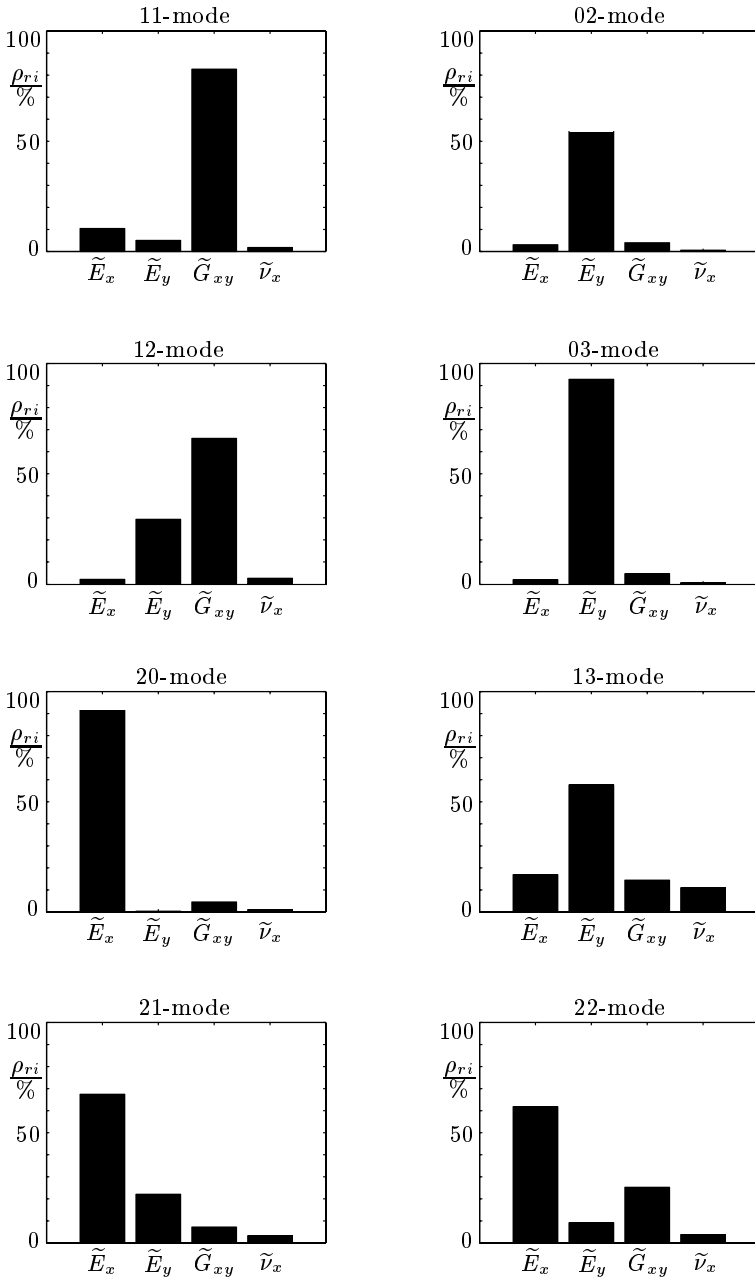 11-mode
100
ρri/%
50
0
Ẽx Ẽy G̃xy ν̃x
02-mode
100
ρri/%
50
0
Ẽx Ẽy G̃xy ν̃x
12-mode
100
ρri/%
50
0
Ẽx Ẽy G̃xy ν̃x
03-mode
100
ρri/%
50
0
Ẽx Ẽy G̃xy ν̃x
20-mode
100
ρri/%
50
0
Ẽx Ẽy G̃xy ν̃x
13-mode
100
ρri/%
50
0
Ẽx Ẽy G̃xy ν̃x
21-mode
100
ρri/%
50
0
Ẽx Ẽy G̃xy ν̃x
22-mode
100
ρri/%
50
0
Ẽx Ẽy G̃xy ν̃x